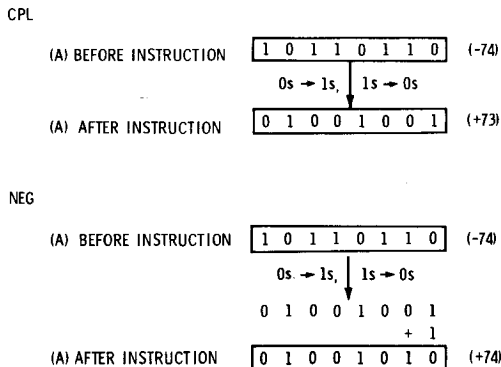 CPL
(A) BEFORE INSTRUCTION 1 0 1 1 0 1 1 0 (-74)
0s → 1s, 1s → 0s
(A) AFTER INSTRUCTION 0 1 0 0 1 0 0 1 (+73)
NEG
(A) BEFORE INSTRUCTION 1 0 1 1 0 1 1 0 (-74)
0s → 1s, 1s → 0s
0 1 0 0 1 0 0 1
+ 1
(A) AFTER INSTRUCTION 0 1 0 0 1 0 1 0 (+74)